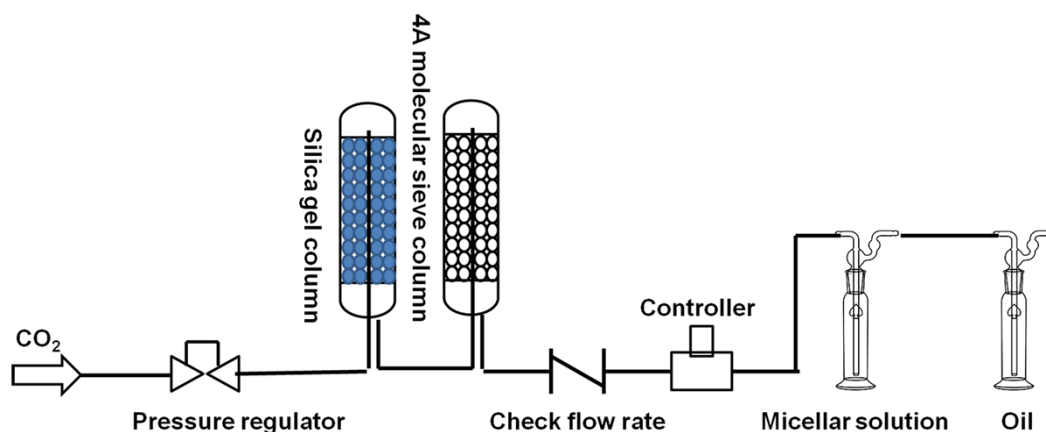 Silica gel column
4A molecular sieve column
CO₂
Controller
Pressure regulator
Check flow rate
Micellar solution
Oil